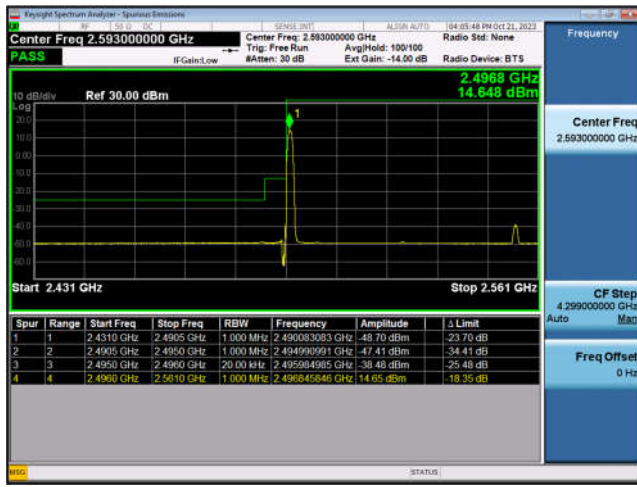 Keysight Spectrum Analyzer - Spurious Emissions
RF 50 Ω DC SENSE:INT ALIGN AUTO 04:05:48 PM Oct 21, 2023
Center Freq 2.593000000 GHz Center Freq: 2.593000000 GHz Radio Std: None
Trig: Free Run Avg|Hold: 100/100
PASS IFGain:Low #Atten: 30 dB Ext Gain: -14.00 dB Radio Device: BTS
2.4968 GHz
10 dB/div Ref 30.00 dBm 14.648 dBm
Log
20.0
1
0.00
Start 2.431 GHz Stop 2.561 GHz
Spur Range Start Freq Stop Freq RBW Frequency Amplitude Δ Limit
1 1 2.4310 GHz 2.4905 GHz 1.000 MHz 2.490083083 GHz -48.70 dBm -23.70 dB
2 2 2.4905 GHz 2.4950 GHz 1.000 MHz 2.494990991 GHz -47.41 dBm -34.41 dB
3 3 2.4950 GHz 2.4960 GHz 20.00 kHz 2.495984985 GHz -38.48 dBm -25.48 dB
4 4 2.4960 GHz 2.5610 GHz 1.000 MHz 2.496845846 GHz 14.65 dBm -18.35 dB
MSG STATUS
Frequency
Center Freq
2.593000000 GHz
CF Step
4.299000000 GHz
Auto Man
Freq Offset
0 Hz